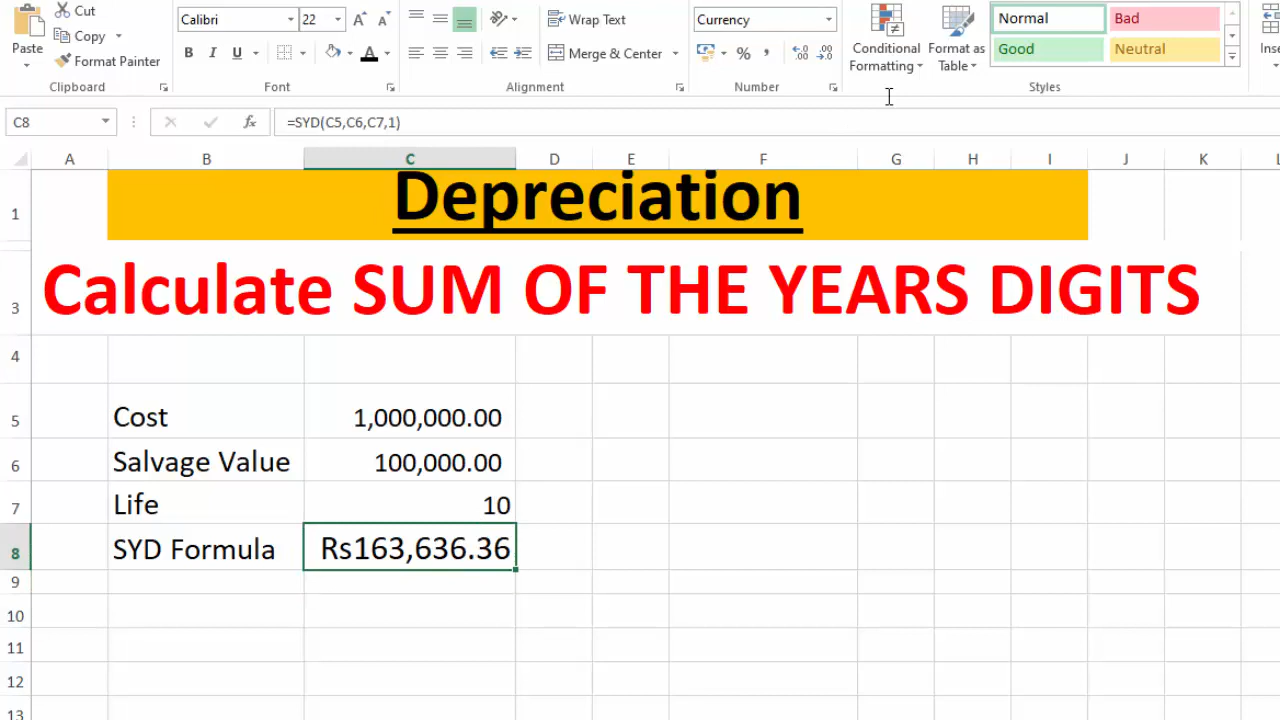 Cut
Copy
Paste
Format Painter
Clipboard
Calibri
22
B I U
A
Font
Wrap Text
Merge & Center
Alignment
Currency
%
Number
Conditional
Formatting
Format as
Table
Normal
Bad
Good
Neutral
Styles
C8
fx
=SYD(C5,C6,C7,1)
A B C D E F G H I J K
1
Depreciation
3
Calculate SUM OF THE YEARS DIGITS
4
5
Cost 1,000,000.00
6
Salvage Value 100,000.00
7
Life 10
8
SYD Formula Rs163,636.36
9
10
11
12
13